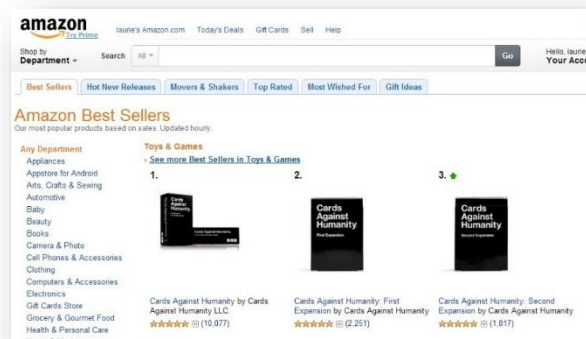 amazon
Try Prime
laurie's Amazon.com Today's Deals Gift Cards Sell Help
Shop by
Department
Search All Go
Hello, laurie
Your Acco
Best Sellers Hot New Releases Movers & Shakers Top Rated Most Wished For Gift Ideas
Amazon Best Sellers
Our most popular products based on sales. Updated hourly.
Any Department
Appliances
Appstore for Android
Arts, Crafts & Sewing
Automotive
Baby
Beauty
Books
Camera & Photo
Cell Phones & Accessories
Clothing
Computers & Accessories
Electronics
Gift Cards Store
Grocery & Gourmet Food
Health & Personal Care
Toys & Games
› See more Best Sellers in Toys & Games
1.
Cards
Against
Humanity
Cards Against Humanity
Cards Against Humanity by Cards
Against Humanity LLC.
(10,077)
2.
Cards
Against
Humanity
First Expansion
Cards Against Humanity: First
Expansion by Cards Against Humanity
(2,251)
3.
Cards
Against
Humanity
Second Expansion
Cards Against Humanity: Second
Expansion by Cards Against Humanity
(1,817)